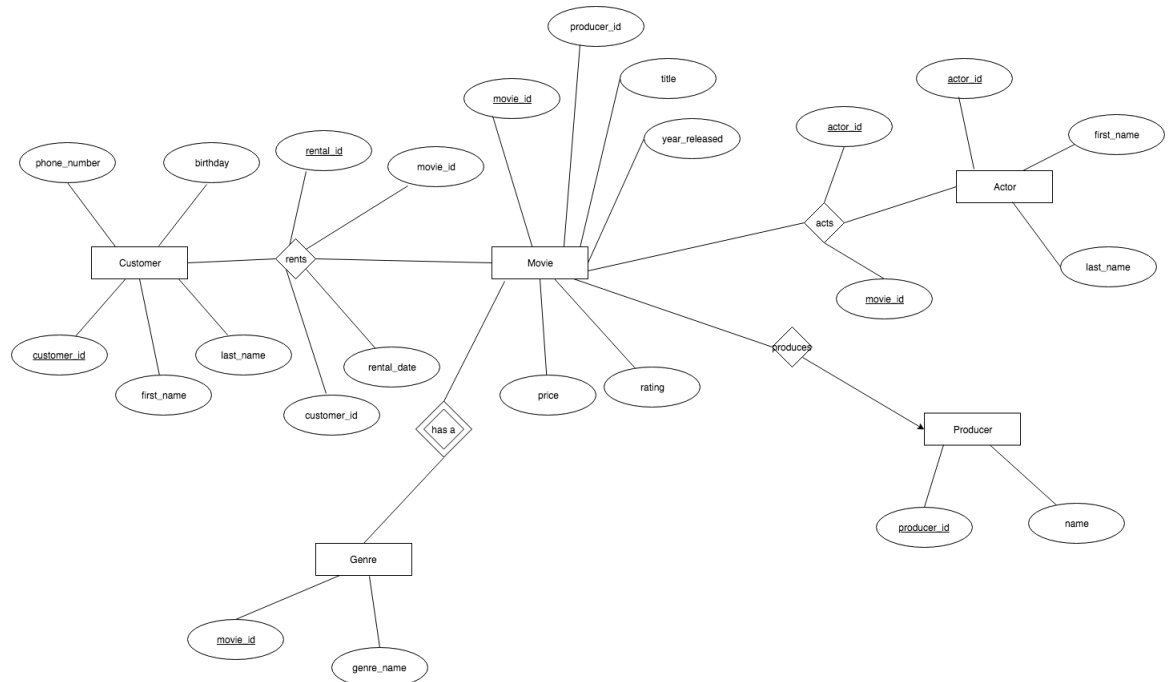 producer_id
title
movie_id
actor_id
year_released
actor_id
first_name
rental_id
phone_number
birthday
movie_id
Actor
acts
Customer
rents
Movie
last_name
movie_id
produces
customer_id
last_name
rental_date
first_name
price
rating
customer_id
has a
Producer
producer_id
name
Genre
movie_id
genre_name